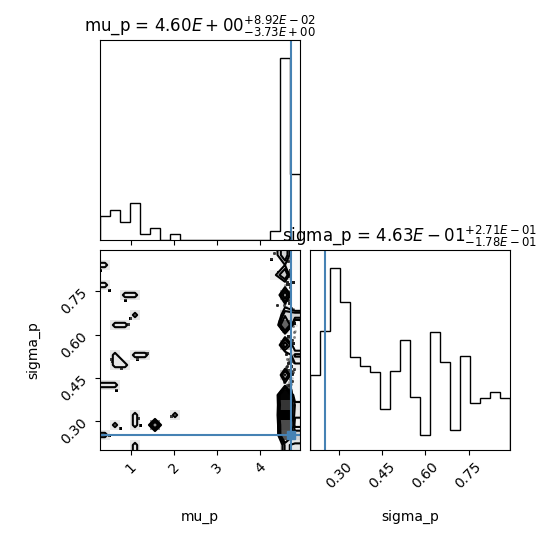 mu_p = 4.60E + 00+8.92E − 02 −3.73E + 00
sigma_p = 4.63E − 01+2.71E − 01 −1.78E − 01
0.75
0.60
0.45
0.30
sigma_p
1 2 3 4
0.30 0.45 0.60 0.75
mu_p
sigma_p